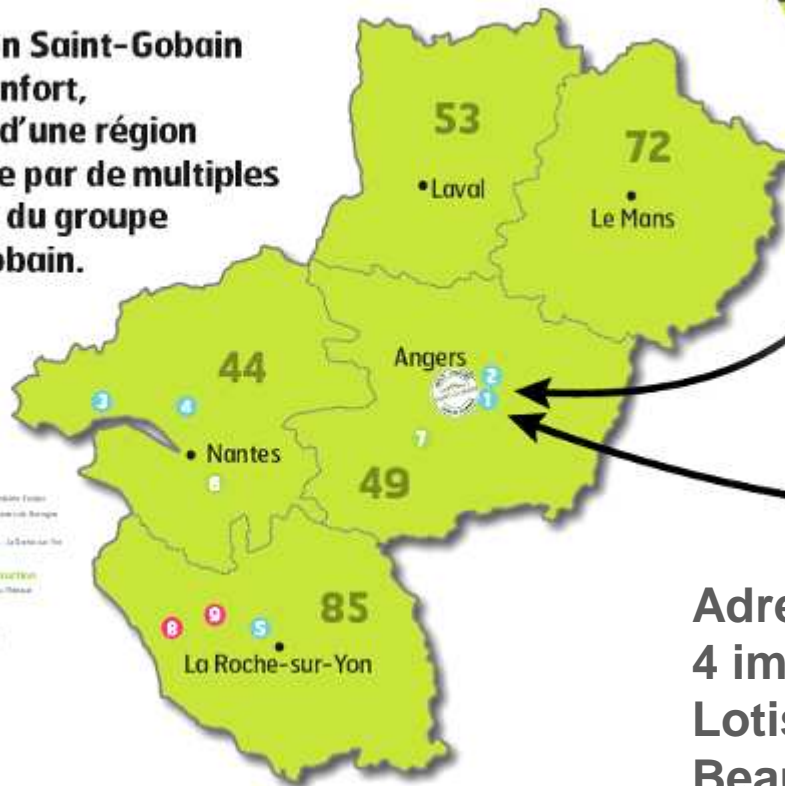 n Saint-Gobain
nfort,
d'une région
e par de multiples
du groupe
obain.
53
72
Laval
Le Mans
Angers
2
1
44
3
4
7
Nantes
49
6
85
8
9
5
La Roche-sur-Yon
Adre
4 im
Lotis
Beau